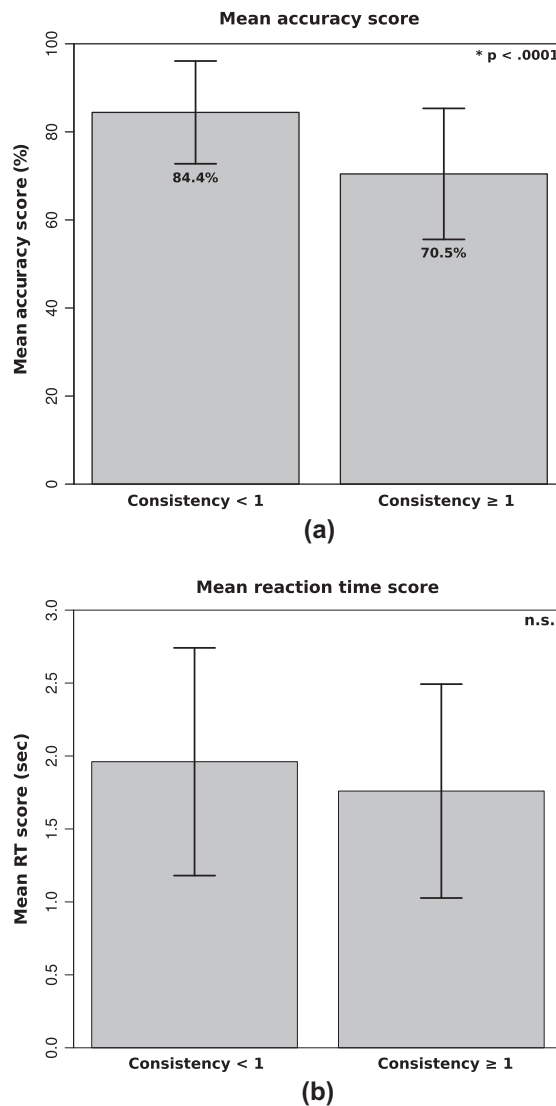 Mean accuracy score
* p < .0001
Mean accuracy score (%)
100
80
60
40
20
0
84.4%
70.5%
Consistency < 1
Consistency ≥ 1
(a)
Mean reaction time score
n.s.
Mean RT score (sec)
3.0
2.5
2.0
1.5
1.0
0.5
0.0
Consistency < 1
Consistency ≥ 1
(b)